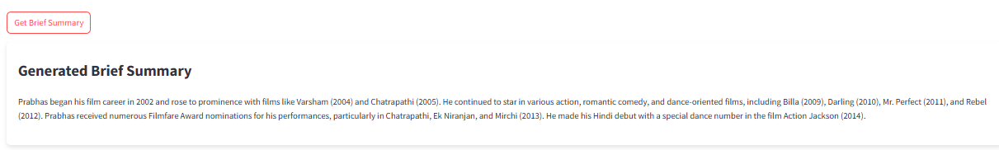 Get Brief Summary
Generated Brief Summary
Prabhas began his film career in 2002 and rose to prominence with films like Varsham (2004) and Chatrapathi (2005). He continued to star in various action, romantic comedy, and dance-oriented films, including Billa (2009), Darling (2010), Mr. Perfect (2011), and Rebel
(2012). Prabhas received numerous Filmfare Award nominations for his performances, particularly in Chatrapathi, Ek Niranjan, and Mirchi (2013). He made his Hindi debut with a special dance number in the film Action Jackson (2014).